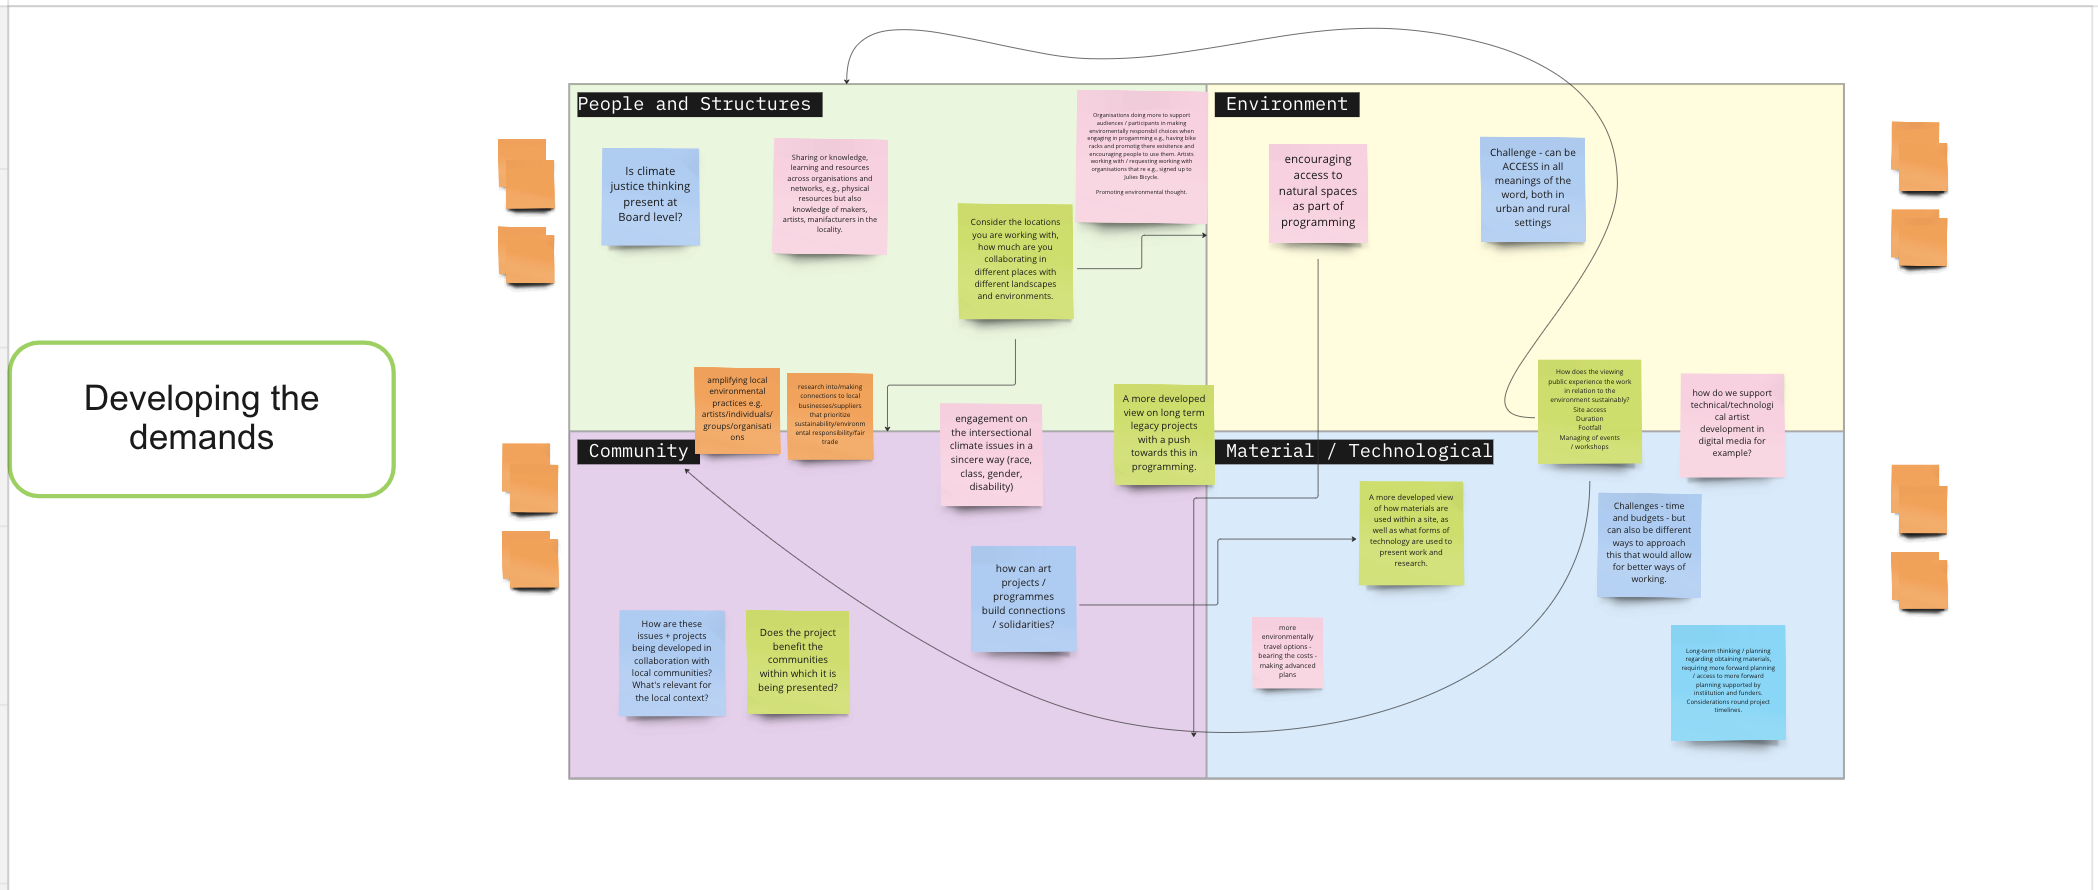 Developing the
demands
People and Structures
Is climate
justice thinking
present at
Board level?
Sharing or knowledge,
learning and resources
across organisations and
networks, e.g., physical
resources but also
knowledge of makers,
artists, manifacturers in the
locality.
Organisations doing more to support
audiences / participants in making
enviromentally responsbil choices when
engaging in progamming e.g., having bike
racks and promotig there existence and
encouraging people to use them. Artists
working with / requesting working with
organisations that re e.g., signed up to
Julies Bicycle.
Promoting environmental thought.
Consider the locations
you are working with,
how much are you
collaborating in
different places with
different landscapes
and environments.
amplifying local
environmental
practices e.g.
artists/individuals/
groups/organisati
ons
research into/making
connections to local
businesses/suppliers
that prioritize
sustainability/environm
ental responsibility/fair
trade
engagement on
the intersectional
climate issues in a
sincere way (race,
class, gender,
disability)
A more developed
view on long term
legacy projects
with a push
towards this in
programming.
Environment
encouraging
access to
natural spaces
as part of
programming
Challenge - can be
ACCESS in all
meanings of the
word, both in
urban and rural
settings
How does the viewing
public experience the work
in relation to the
environment sustainably?
Site access
Duration
Footfall
Managing of events
/ workshops
how do we support
technical/technologi
cal artist
development in
digital media for
example?
Community
How are these
issues + projects
being developed in
collaboration with
local communities?
What's relevant for
the local context?
Does the project
benefit the
communities
within which it is
being presented?
how can art
projects /
programmes
build connections
/ solidarities?
Material / Technological
A more developed view
of how materials are
used within a site, as
well as what forms of
technology are used to
present work and
research.
Challenges - time
and budgets - but
can also be different
ways to approach
this that would allow
for better ways of
working.
more
environmentally
travel options -
bearing the costs -
making advanced
plans
Long-term thinking / planning
regarding obtaining materials,
requiring more forward planning
/ access to more forward
planning supported by
institution and funders.
Considerations round project
timelines.